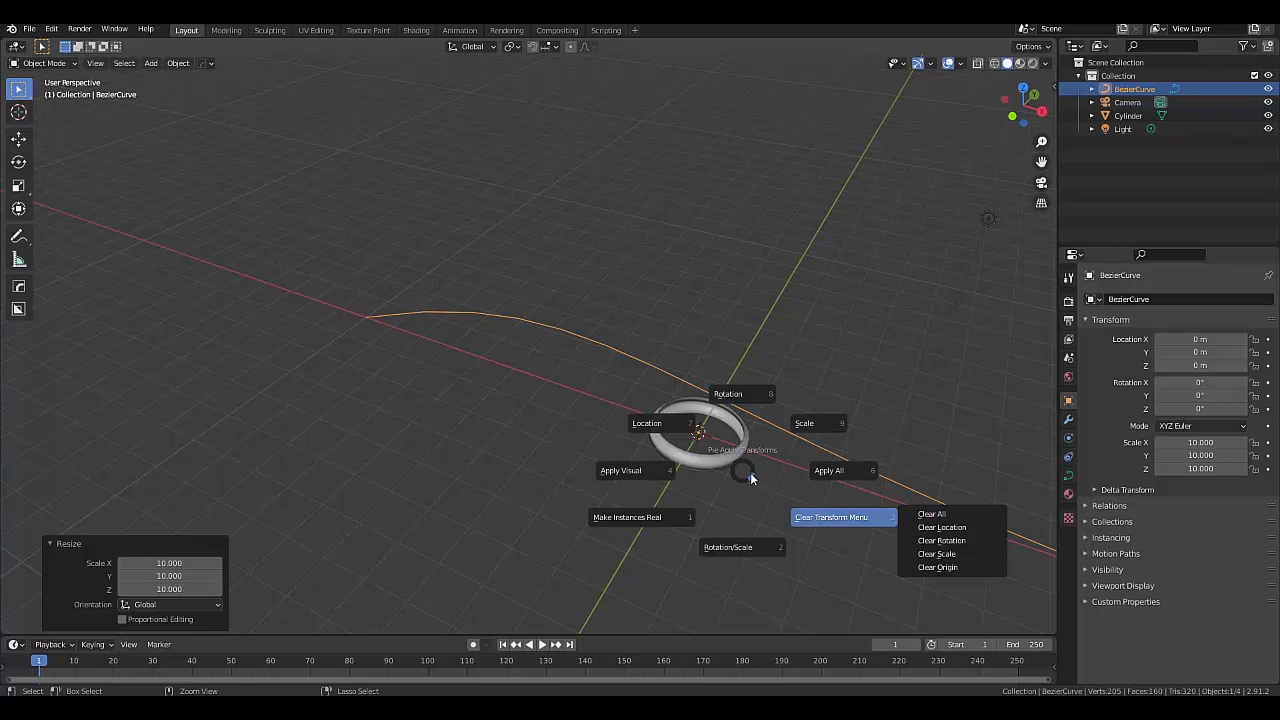 File Edit Render Window Help Layout Modeling Sculpting UV Editing Texture Paint Shading Animation Rendering Compositing Scripting + Scene View Layer
Global Options
Object Mode View Select Add Object
User Perspective
(1) Collection | BezierCurve
Scene Collection
Collection
BezierCurve
Camera
Cylinder
Light
Z
Y
X
BezierCurve
BezierCurve
Transform
Location X 0 m
Y 0 m
Z 0 m
Rotation X 0°
Y 0°
Z 0°
Mode XYZ Euler
Scale X 10.000
Y 10.000
Z 10.000
Delta Transform
Relations
Collections
Instancing
Motion Paths
Visibility
Viewport Display
Custom Properties
Rotation 8
Location 7
Scale 9
Pie Apply Transforms
Apply Visual 4
Apply All 6
Make Instances Real 1
Clear Transform Menu 3
Rotation/Scale 2
Clear All
Clear Location
Clear Rotation
Clear Scale
Clear Origin
Resize
Scale X 10.000
Y 10.000
Z 10.000
Orientation Global
Proportional Editing
Playback Keying View Marker 1 Start 1 End 250
1 10 20 30 40 50 60 70 80 90 100 110 120 130 140 150 160 170 180 190 200 210 220 230 240 250
Select Box Select Zoom View Lasso Select Collection | BezierCurve | Verts:205 | Faces:160 | Tris:320 | Objects:1/4 | 2.91.2